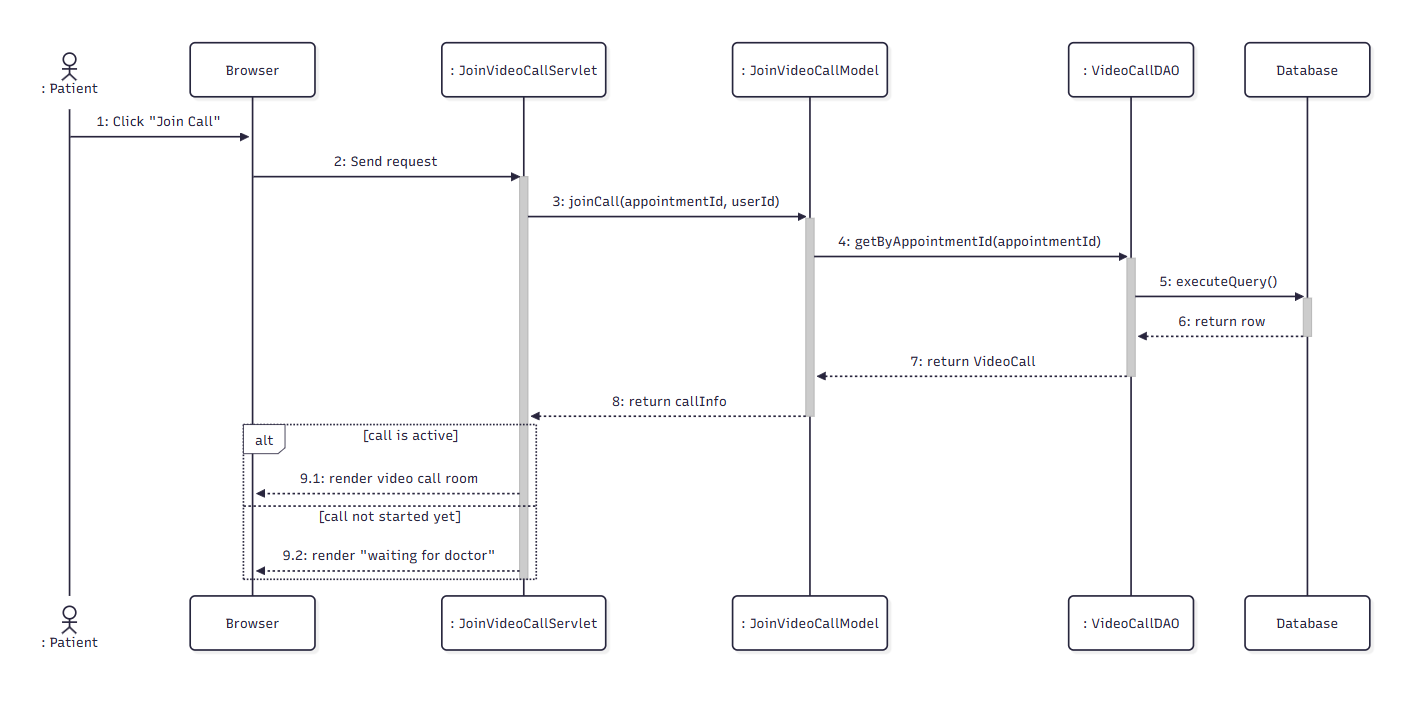 : Patient
Browser
: JoinVideoCallServlet
: JoinVideoCallModel
: VideoCallDAO
Database
1: Click "Join Call"
2: Send request
3: joinCall(appointmentId, userId)
4: getByAppointmentId(appointmentId)
5: executeQuery()
6: return row
7: return VideoCall
8: return callInfo
alt
[call is active]
9.1: render video call room
[call not started yet]
9.2: render "waiting for doctor"
: Patient
Browser
: JoinVideoCallServlet
: JoinVideoCallModel
: VideoCallDAO
Database